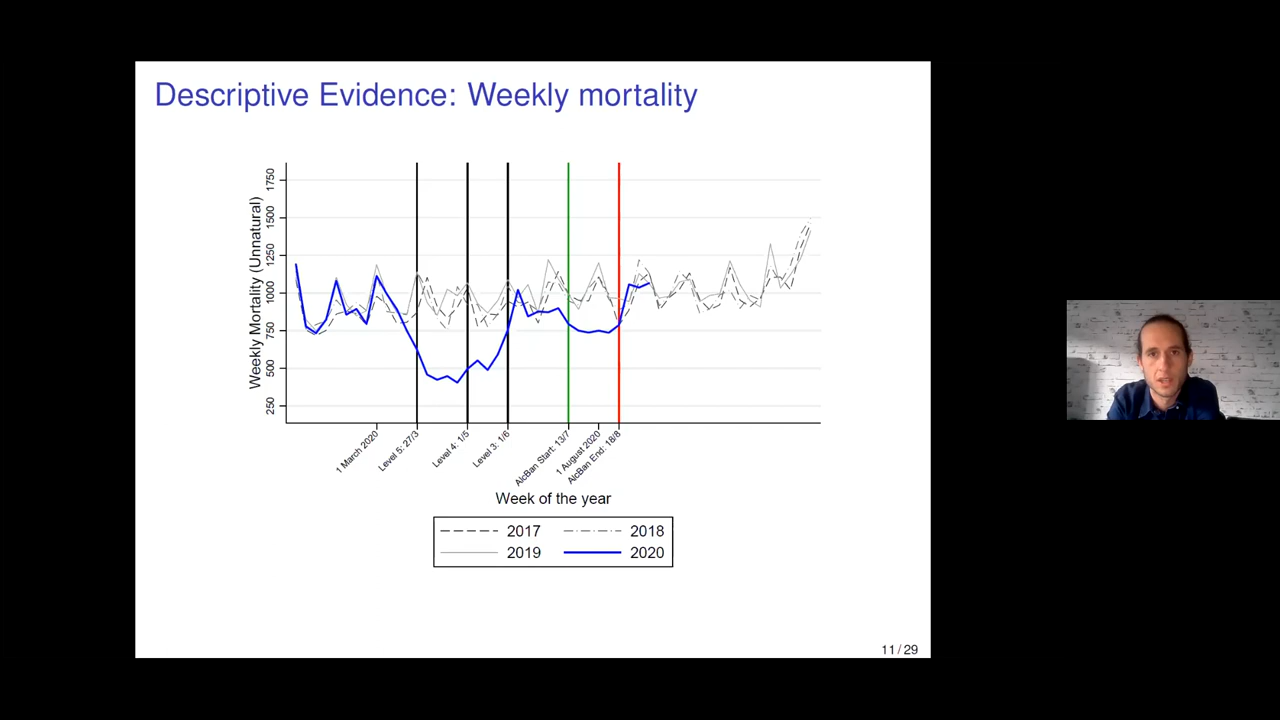 Descriptive Evidence: Weekly mortality
Weekly Mortality (Unnatural)
1750
1500
1250
1000
750
500
250
1 March 2020
Level 5: 27/3
Level 4: 1/5
Level 3: 1/6
AlcBan Start: 13/7
1 August 2020
AlcBan End: 18/8
Week of the year
2017 2018
2019 2020
11 / 29